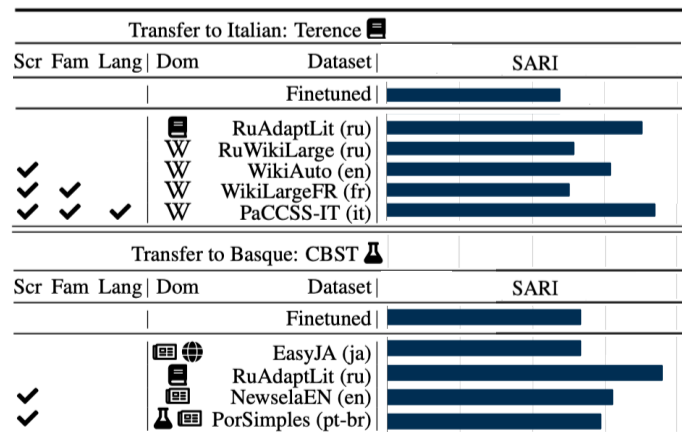 Transfer to Italian: Terence
Scr Fam Lang Dom Dataset SARI
Finetuned
RuAdaptLit (ru)
W RuWikiLarge (ru)
W WikiAuto (en)
W WikiLargeFR (fr)
W PaCCSS-IT (it)
Transfer to Basque: CBST
Scr Fam Lang Dom Dataset SARI
Finetuned
EasyJA (ja)
RuAdaptLit (ru)
NewselaEN (en)
PorSimples (pt-br)